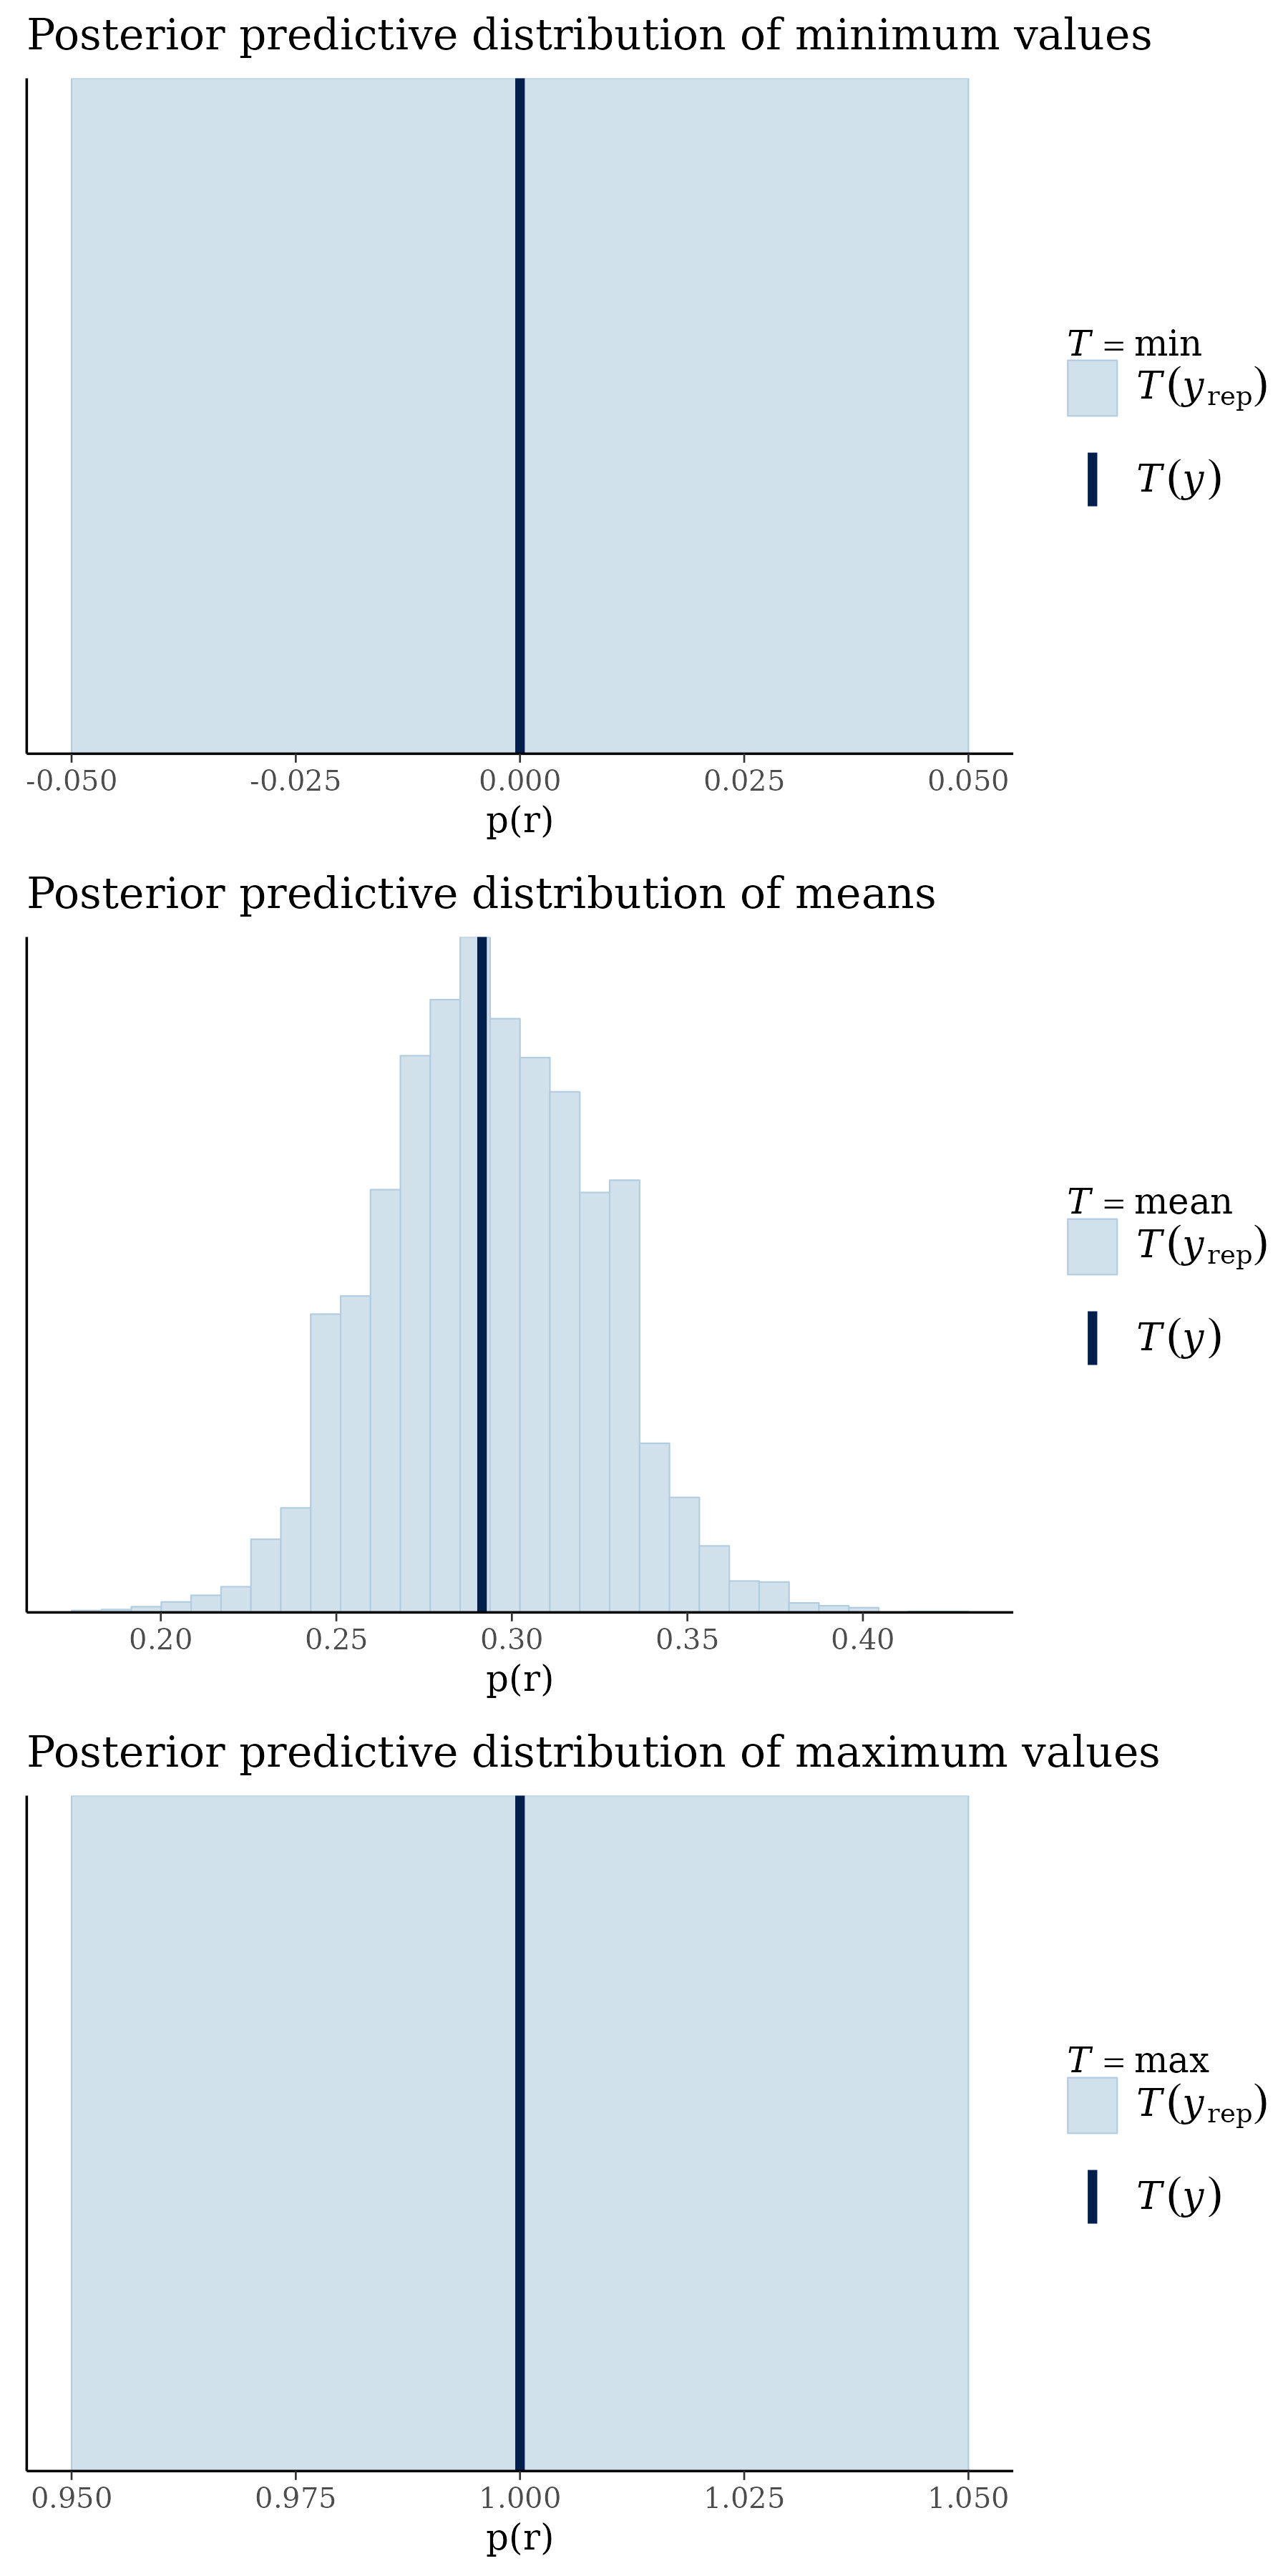 Posterior predictive distribution of minimum values
T = min
T(yrep)
T(y)
-0.050 -0.025 0.000 0.025 0.050
p(r)
Posterior predictive distribution of means
T = mean
T(yrep)
T(y)
0.20 0.25 0.30 0.35 0.40
p(r)
Posterior predictive distribution of maximum values
T = max
T(yrep)
T(y)
0.950 0.975 1.000 1.025 1.050
p(r)